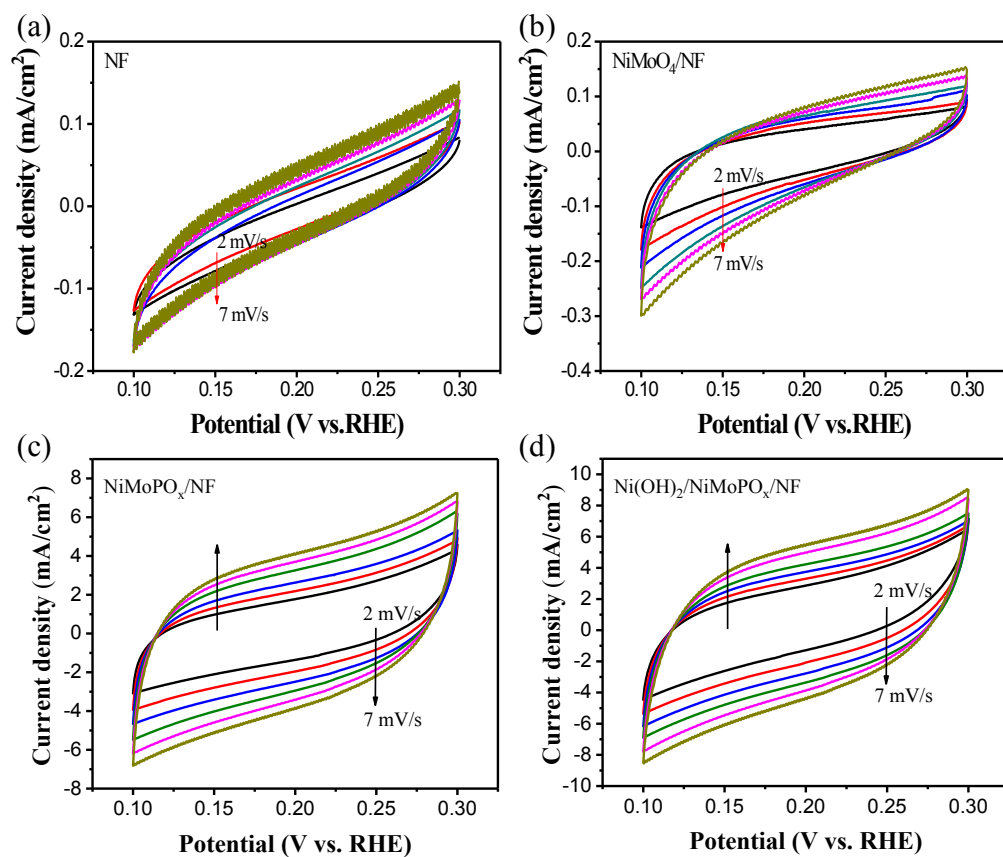 (a)
NF
2 mV/s
7 mV/s
0.2
0.1
0.0
-0.1
-0.2
0.10 0.15 0.20 0.25 0.30
Current density (mA/cm²)
Potential (V vs.RHE)
(b)
NiMoO₄/NF
2 mV/s
7 mV/s
0.2
0.1
0.0
-0.1
-0.2
-0.3
-0.4
0.10 0.15 0.20 0.25 0.30
Current density (mA/cm²)
Potential (V vs.RHE)
(c)
NiMoPOₓ/NF
2 mV/s
7 mV/s
8
6
4
2
0
-2
-4
-6
-8
0.10 0.15 0.20 0.25 0.30
Current density (mA/cm²)
Potential (V vs. RHE)
(d)
Ni(OH)₂/NiMoPOₓ/NF
2 mV/s
7 mV/s
10
8
6
4
2
0
-2
-4
-6
-8
-10
0.10 0.15 0.20 0.25 0.30
Current density (mA/cm²)
Potential (V vs. RHE)